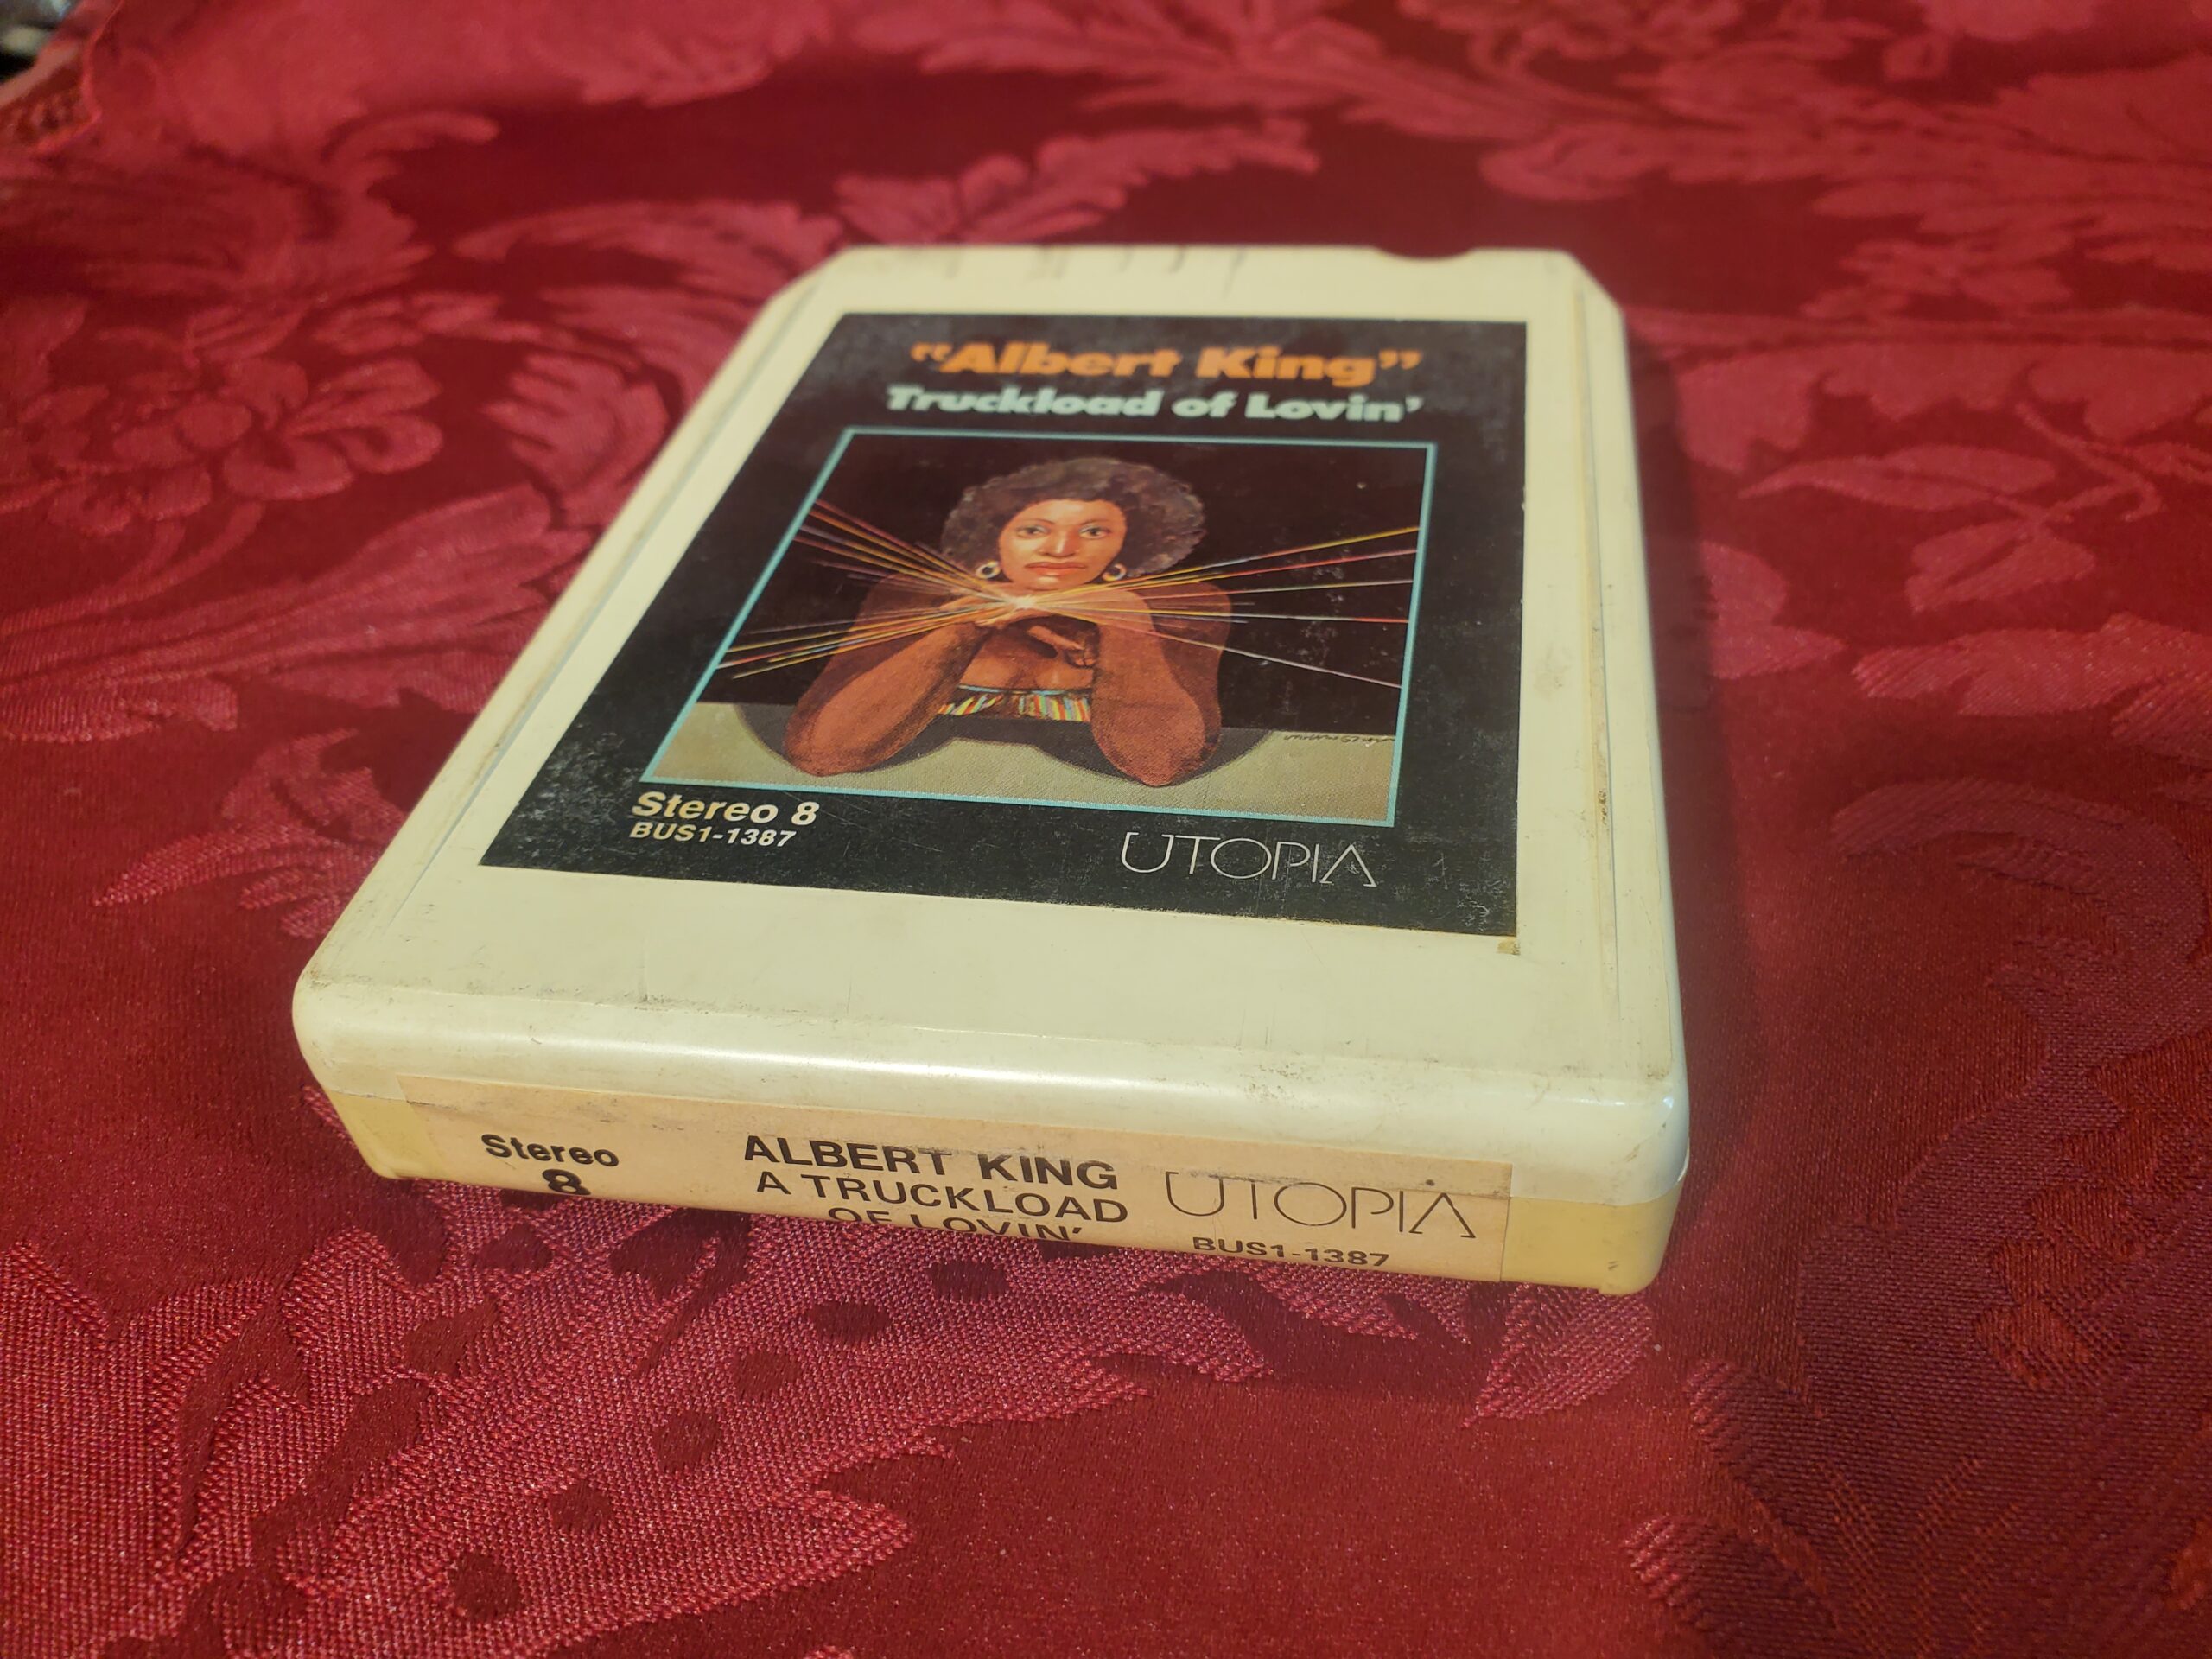 “Albert King”
Truckload of Lovin’
Stereo 8
BUS1-1387
UTOPIA
Stereo
8
ALBERT KING
A TRUCKLOAD
OF LOVIN’
UTOPIA
BUS1-1387